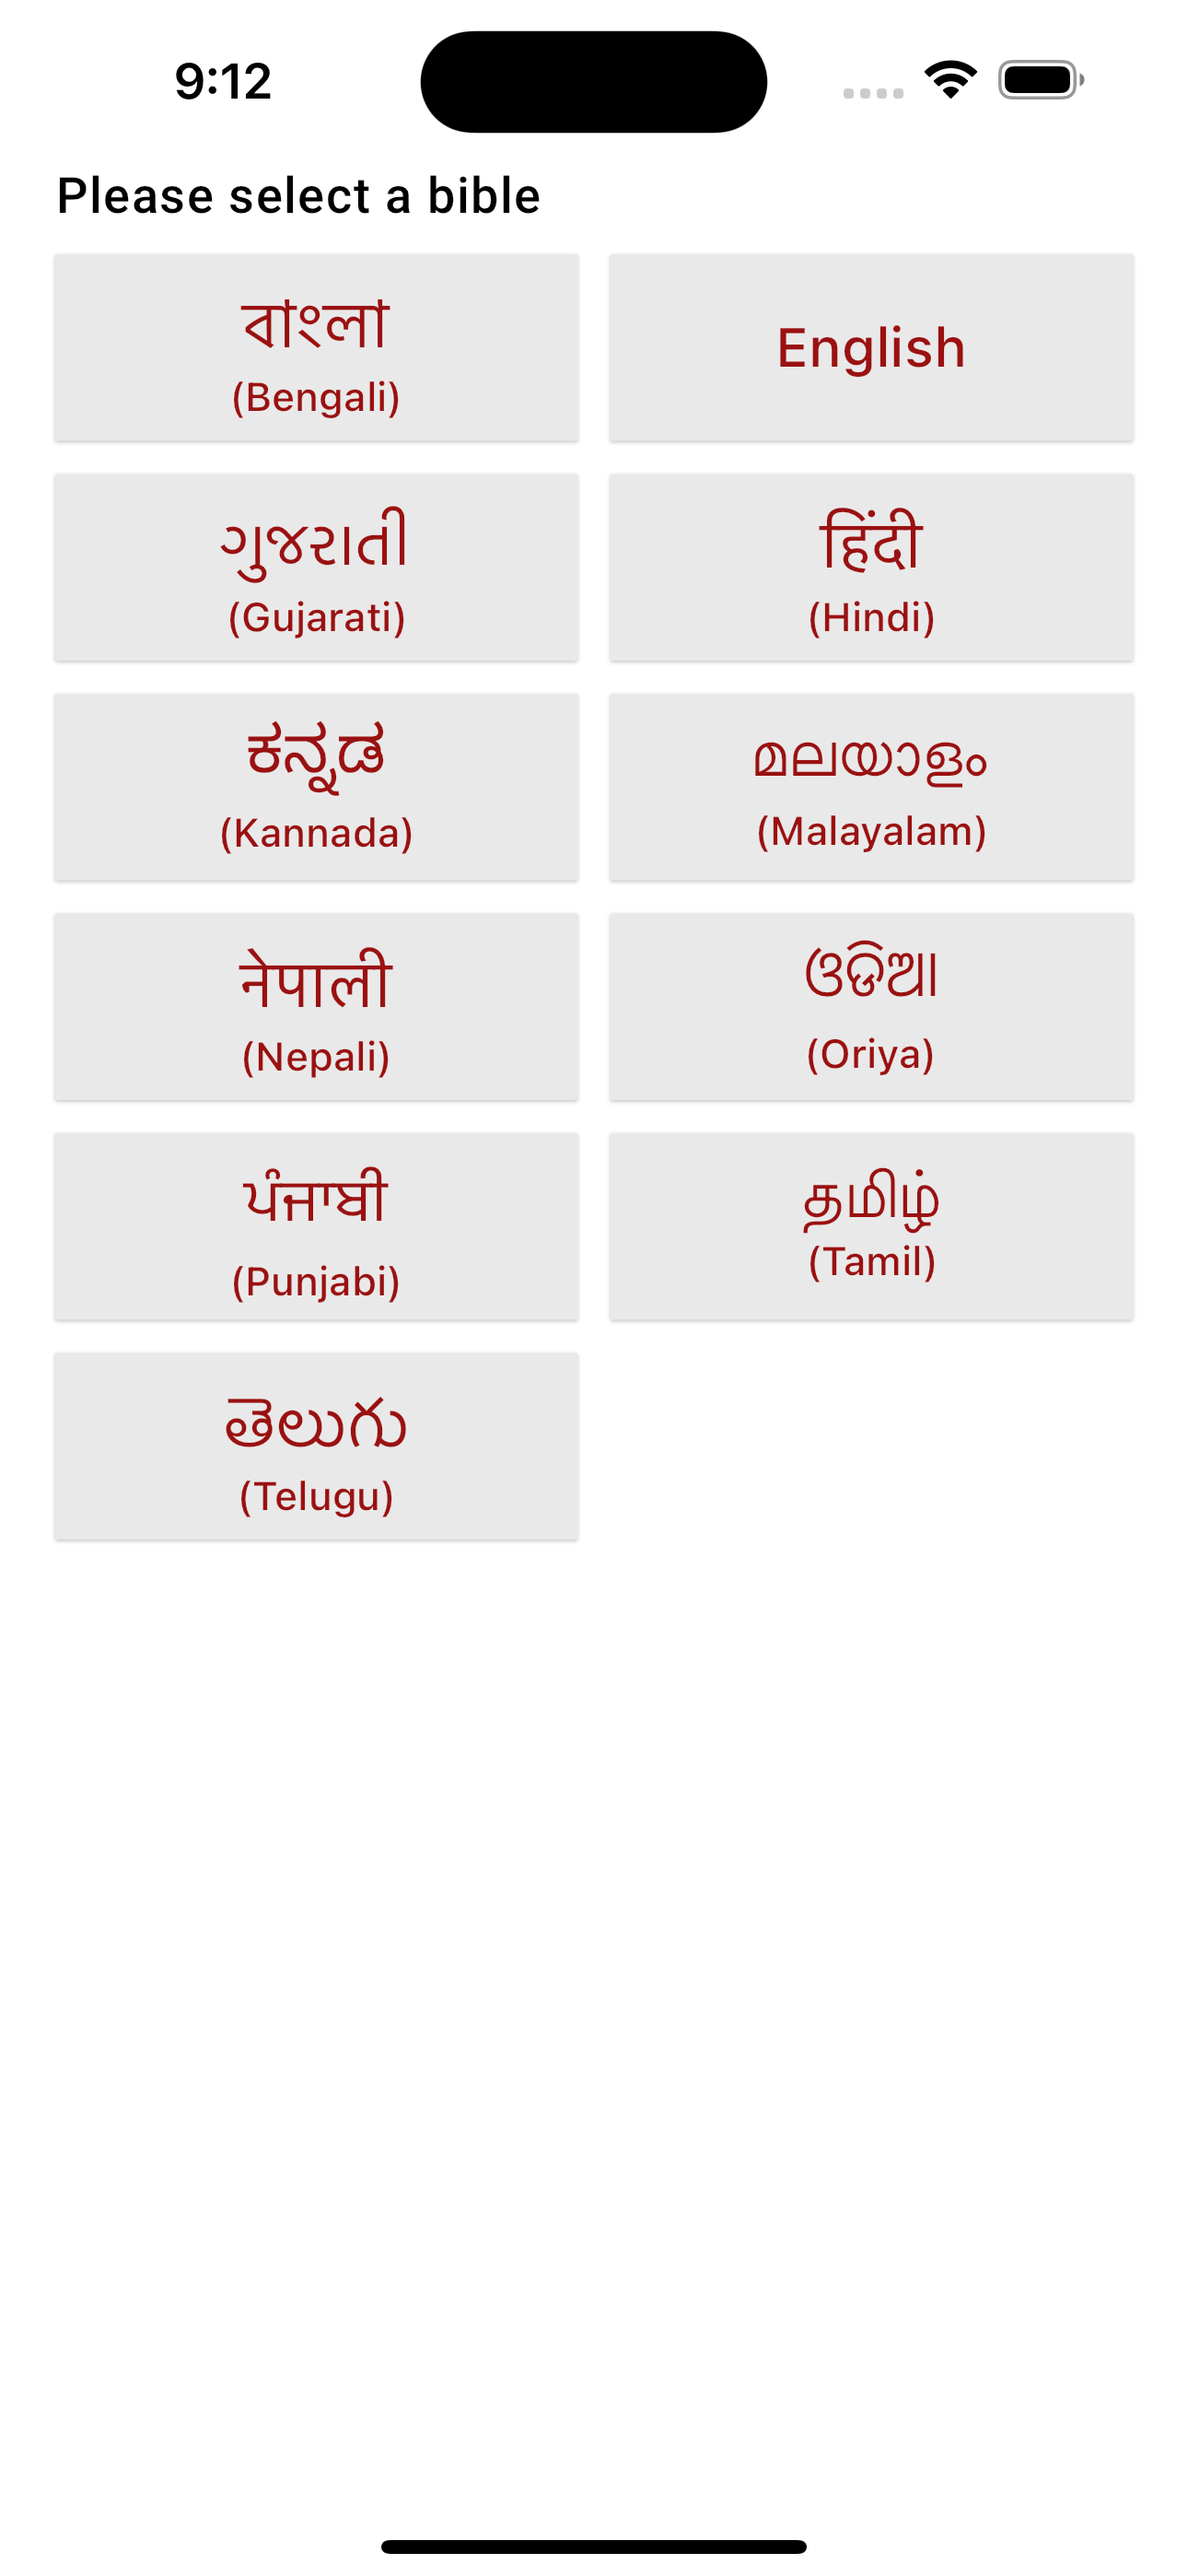 9:12
Please select a bible
বাংলা
(Bengali)
English
ગુજરાતી
(Gujarati)
हिंदी
(Hindi)
ಕನ್ನಡ
(Kannada)
മലയാളം
(Malayalam)
नेपाली
(Nepali)
ଓଡିଆ
(Oriya)
ਪੰਜਾਬੀ
(Punjabi)
தமிழ்
(Tamil)
తెలుగు
(Telugu)